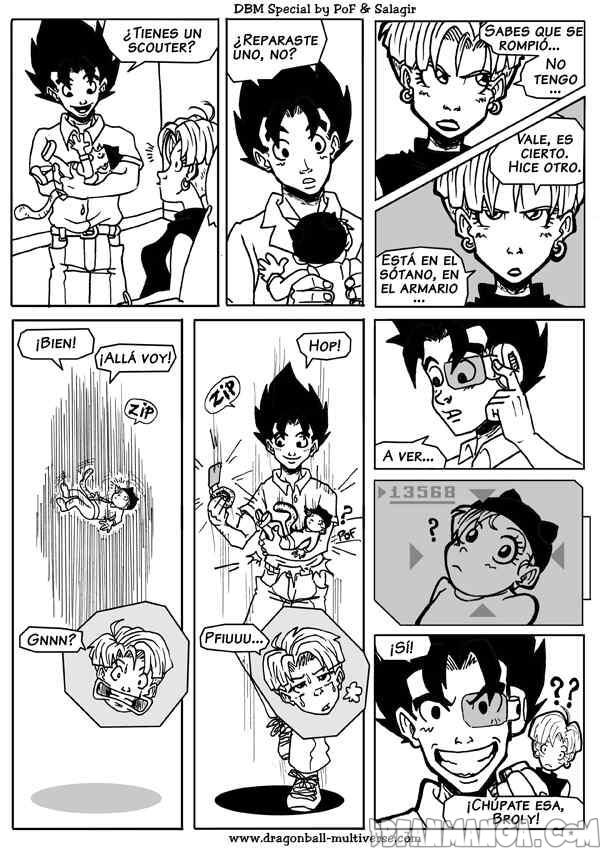 DBM Special by PoF & Salagir
¿Tienes un
scouter?
¿Reparaste
uno, no?
Sabes que se
rompió...
No
tengo
...
Vale, es
cierto.
Hice otro.
Está en el
sótano, en
el armario
...
¡Bien!
¡Allá voy!
ZIP
Gnnn?
Hop!
ZIP
??
PoF
Pfiuuu...
A ver...
13568
?
¡Sí!
??
¡Chúpate esa,
Broly!
www.dragonball-multiverse.com